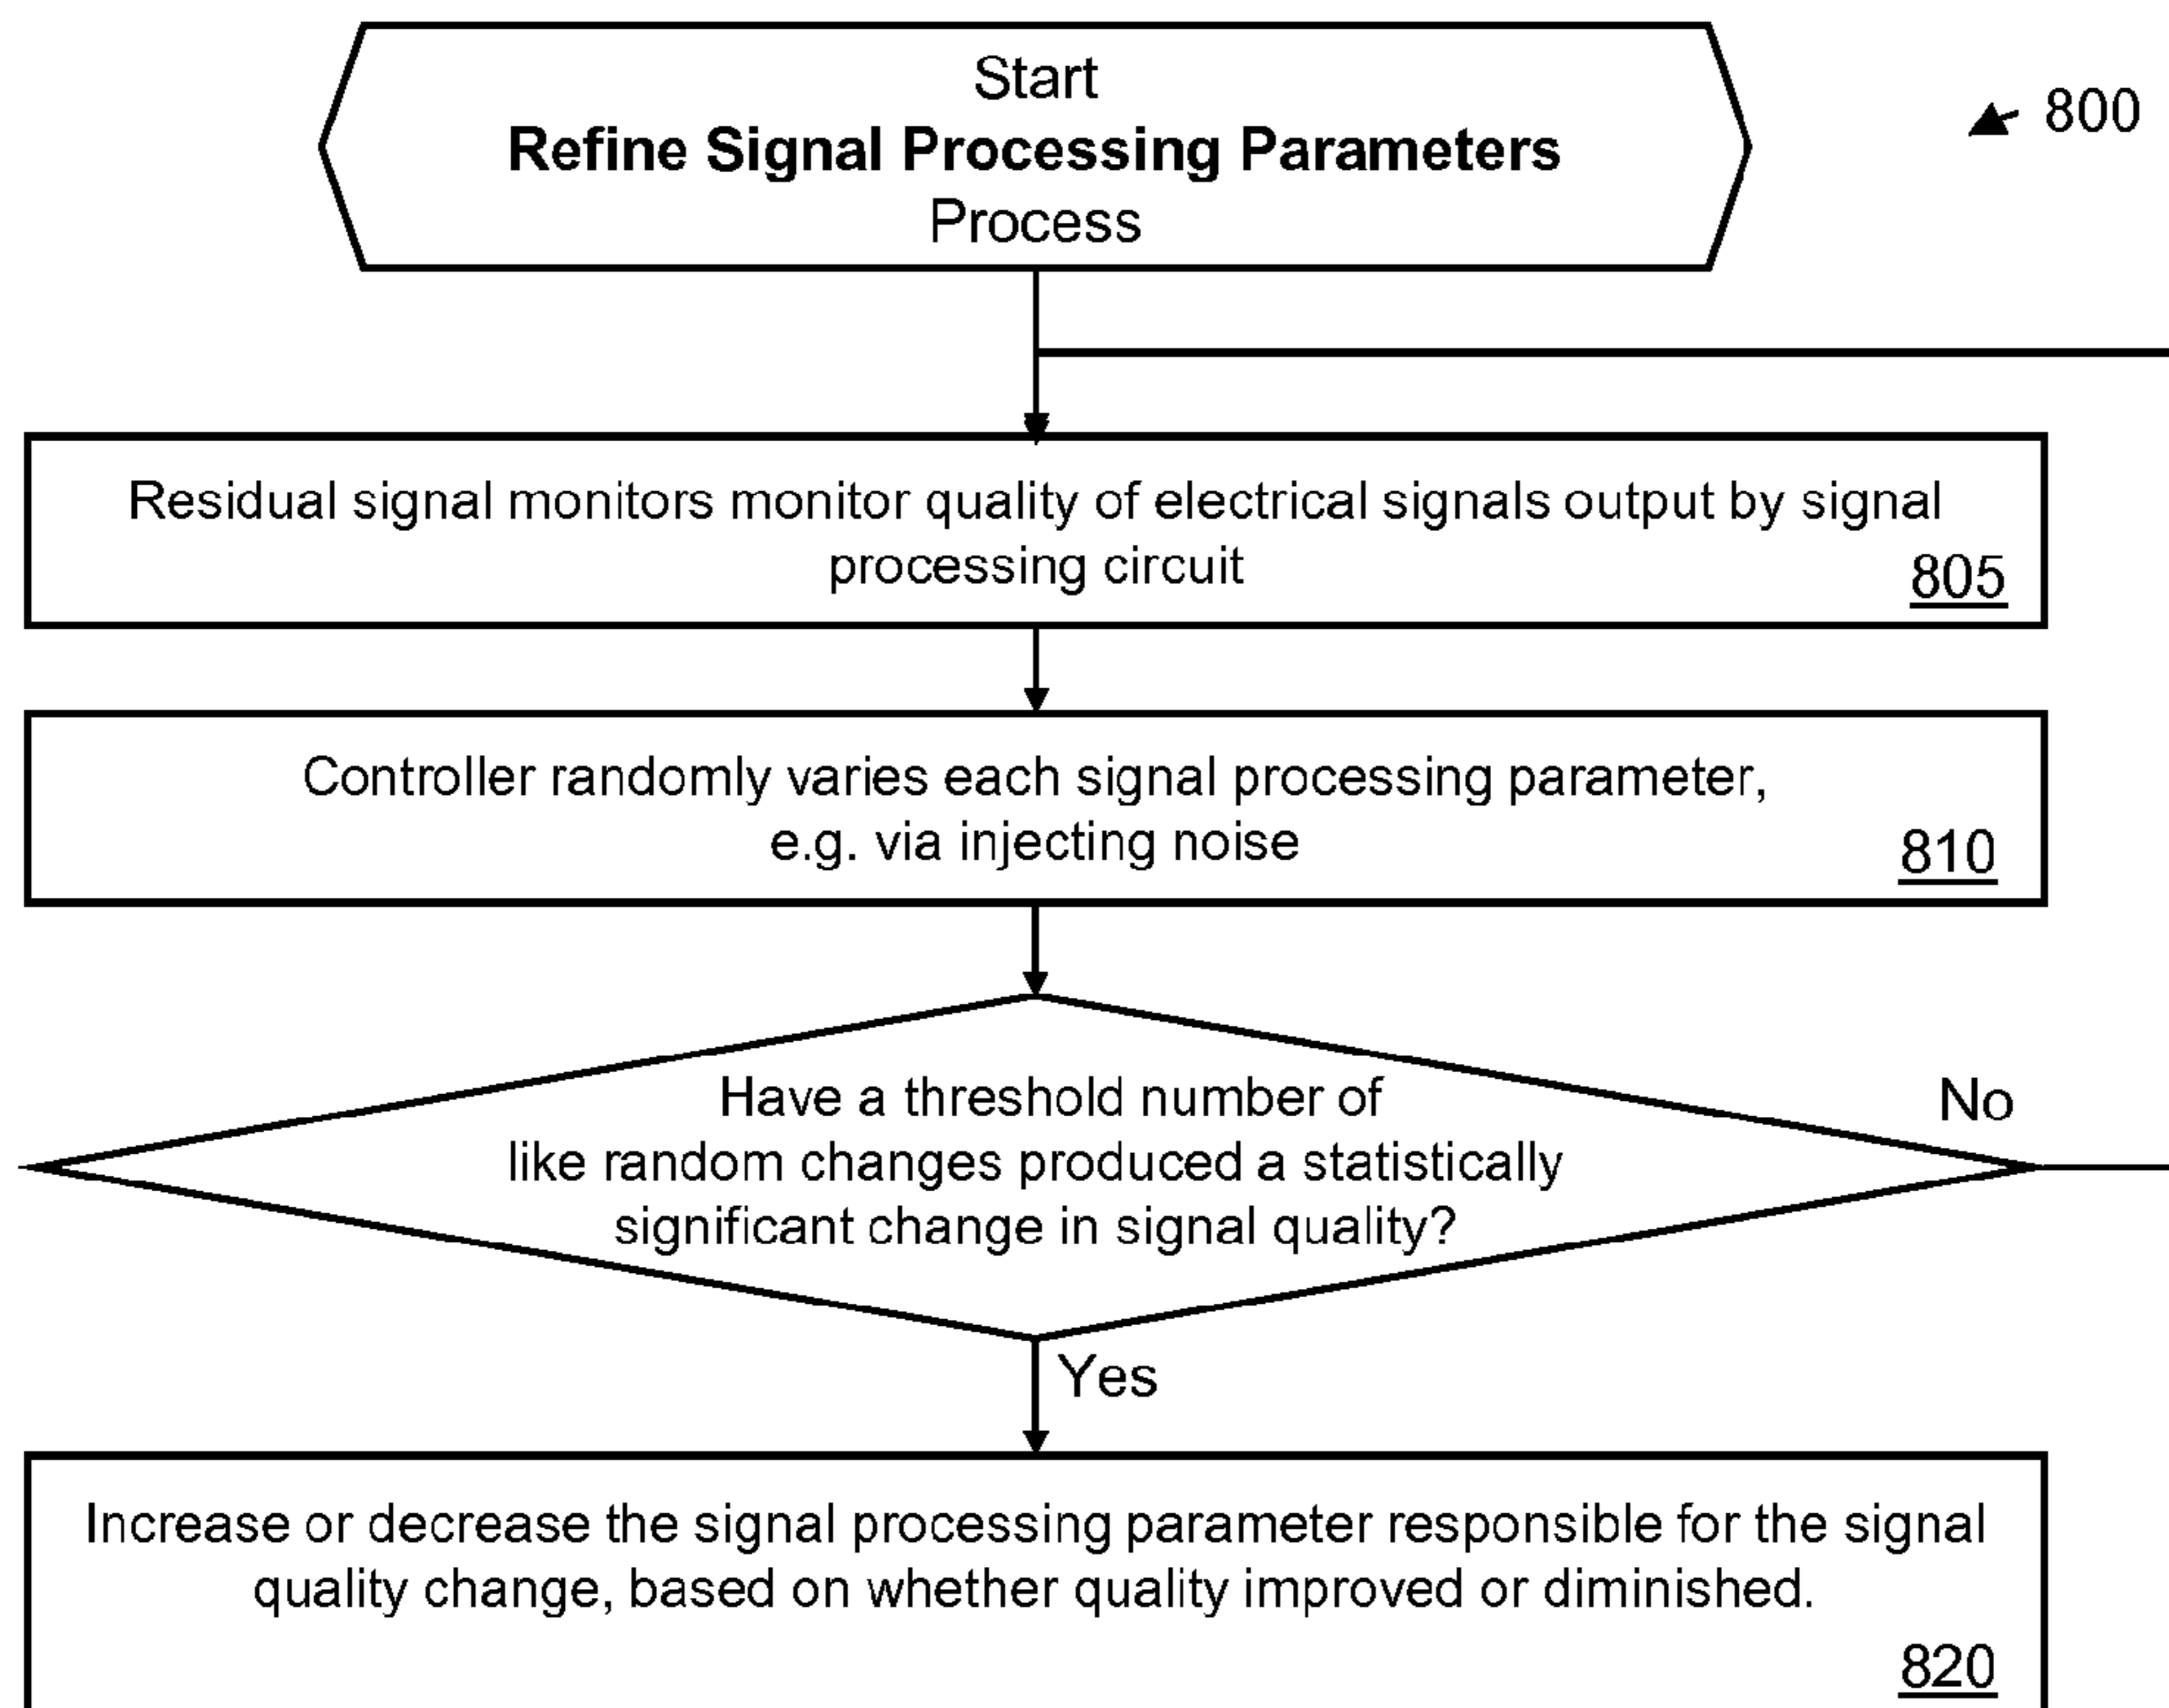 Start
Refine Signal Processing Parameters
Process
800
Residual signal monitors monitor quality of electrical signals output by signal
processing circuit
805
Controller randomly varies each signal processing parameter,
e.g. via injecting noise
810
Have a threshold number of
like random changes produced a statistically
significant change in signal quality?
No
Yes
Increase or decrease the signal processing parameter responsible for the signal
quality change, based on whether quality improved or diminished.
820